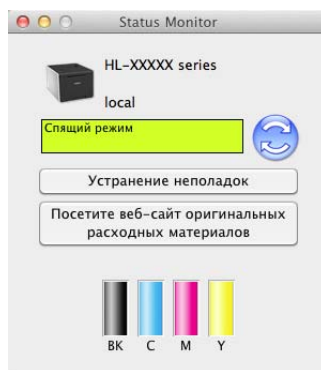 Status Monitor
HL-XXXXX series
local
Спящий режим
Устранение неполадок
Посетите веб-сайт оригинальных
расходных материалов
BK C M Y